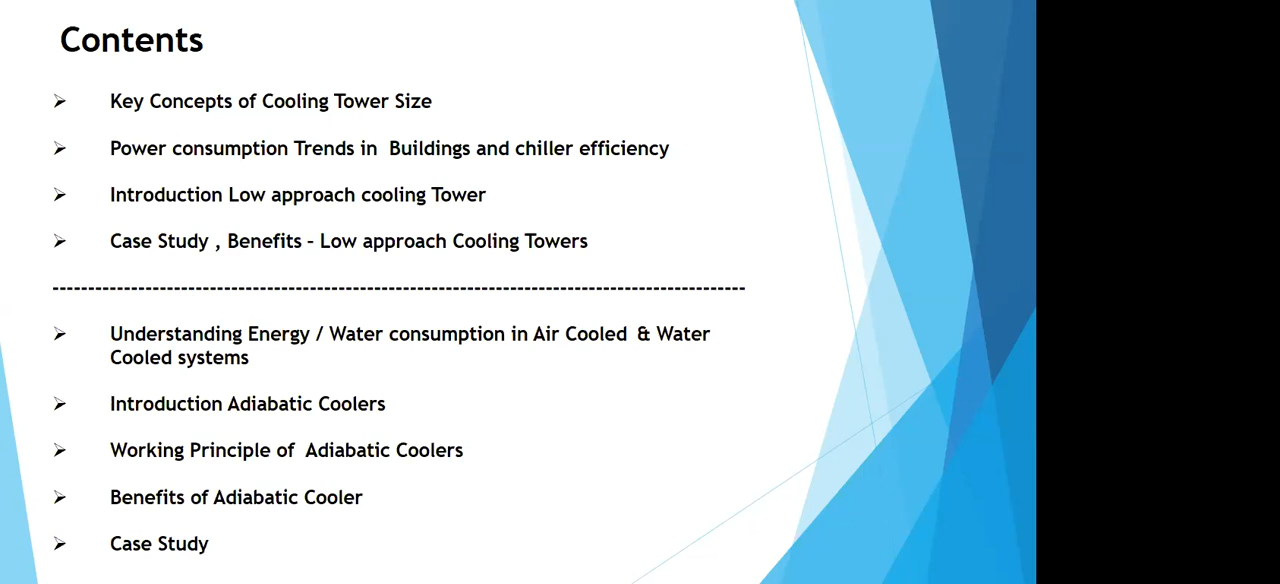 Contents
➢ Key Concepts of Cooling Tower Size
➢ Power consumption Trends in  Buildings and chiller efficiency
➢ Introduction Low approach cooling Tower
➢ Case Study , Benefits – Low approach Cooling Towers
---------------------------------------------------------------------------------------------------
➢ Understanding Energy / Water consumption in Air Cooled  & Water
Cooled systems
➢ Introduction Adiabatic Coolers
➢ Working Principle of  Adiabatic Coolers
➢ Benefits of Adiabatic Cooler
➢ Case Study